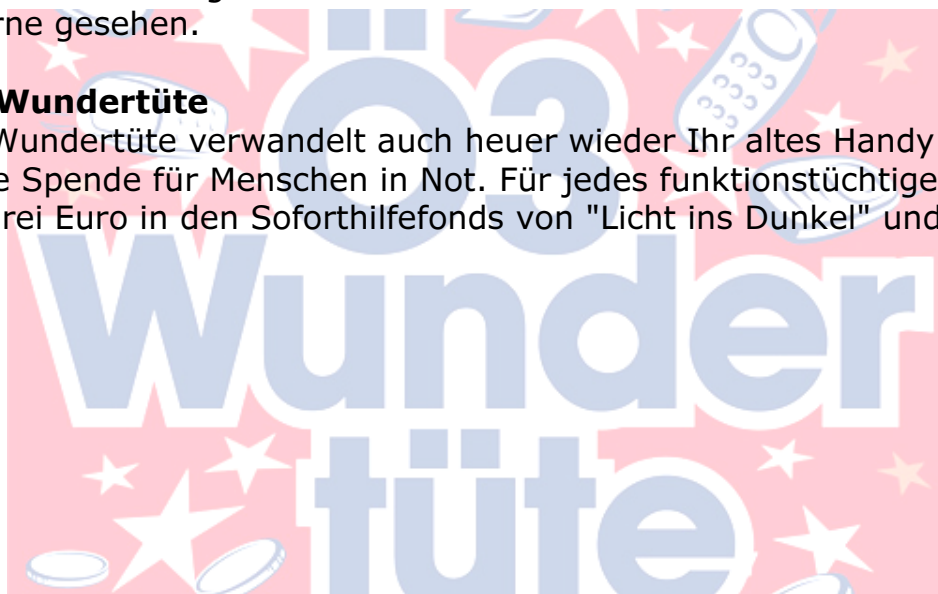 rne gesehen.
Wundertüte
Wundertüte verwandelt auch heuer wieder Ihr altes Handy
e Spende für Menschen in Not. Für jedes funktionstüchtige
rei Euro in den Soforthilfefonds von "Licht ins Dunkel" und
Ö3
Wunder
tüte